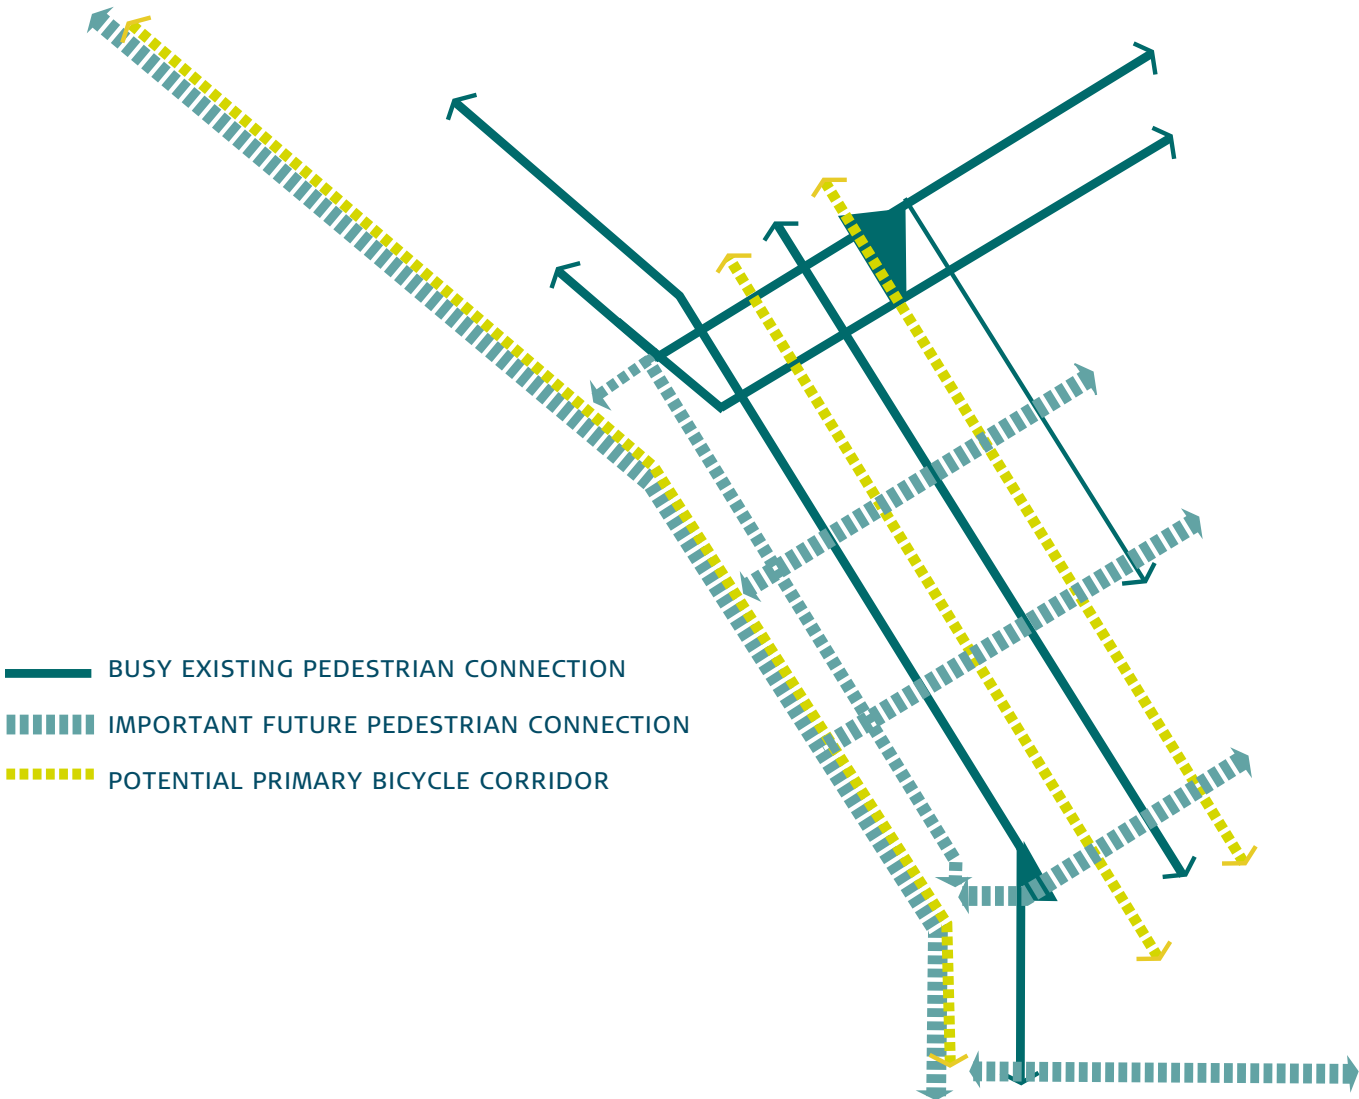 BUSY EXISTING PEDESTRIAN CONNECTION
IMPORTANT FUTURE PEDESTRIAN CONNECTION
POTENTIAL PRIMARY BICYCLE CORRIDOR